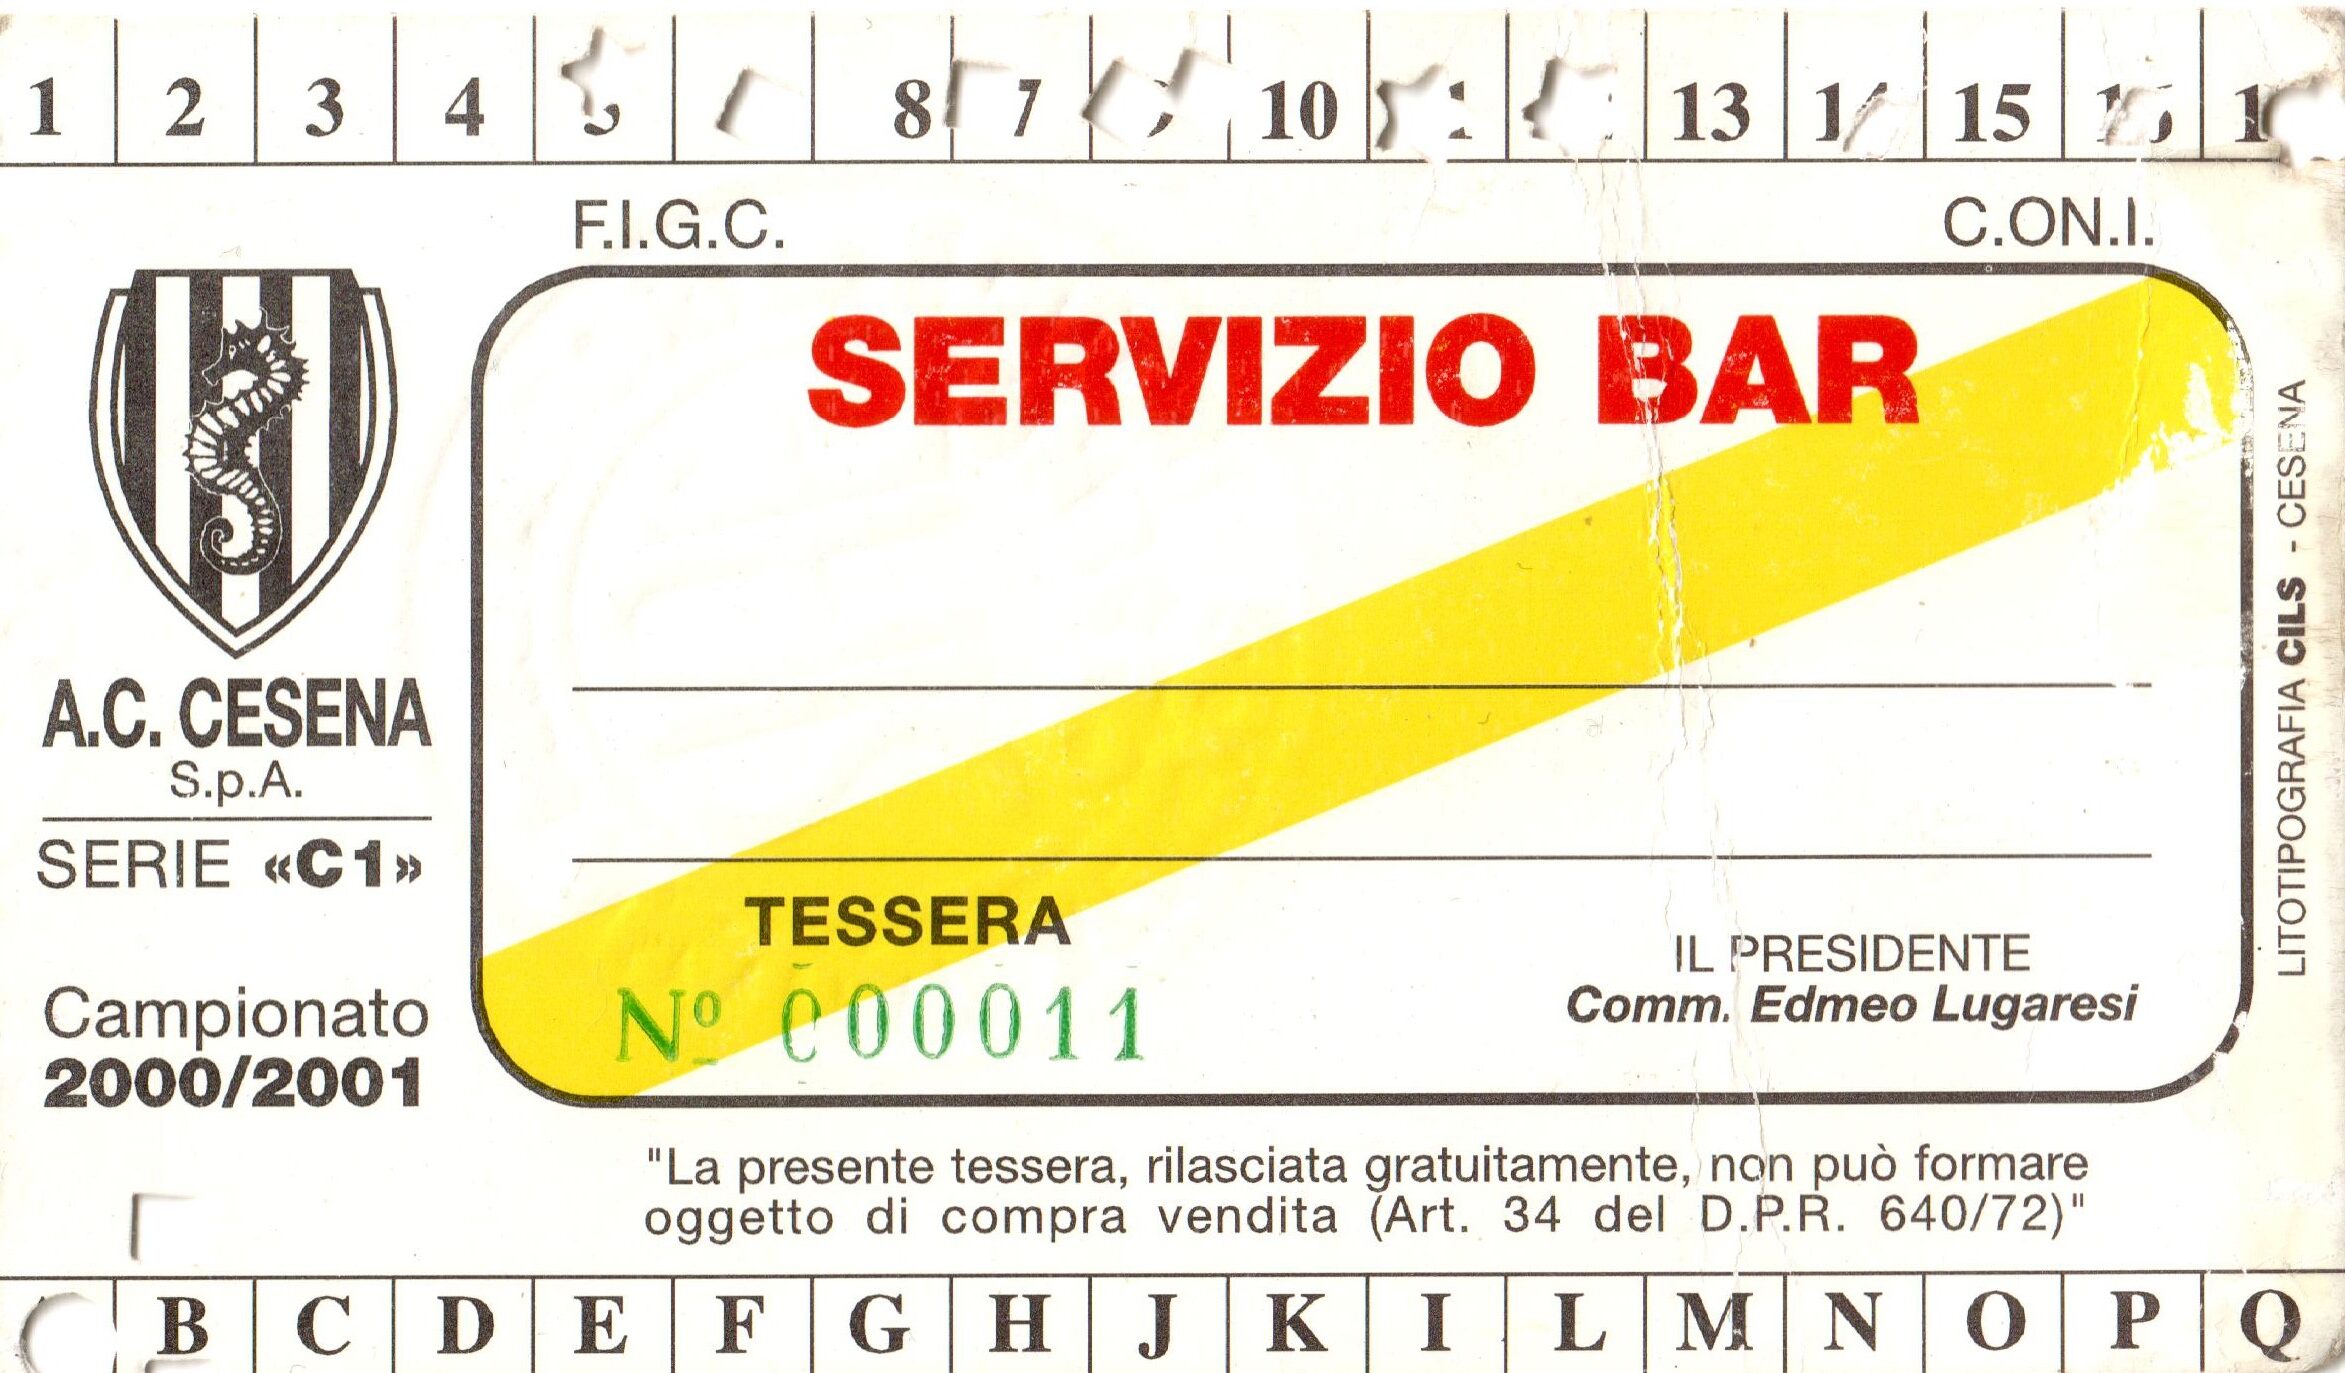 1 2 3 4 8 7 10 13 15
F.I.G.C. C.ON.I.
SERVIZIO BAR
A.C. CESENA
S.p.A.
SERIE «C1»
Campionato
2000/2001
TESSERA
Nº 000011
IL PRESIDENTE
Comm. Edmeo Lugaresi
"La presente tessera, rilasciata gratuitamente, non può formare
oggetto di compra vendita (Art. 34 del D.P.R. 640/72)"
LITOTIPOGRAFIA CILS - CESENA
B C D E F G H J K I L M N O P Q